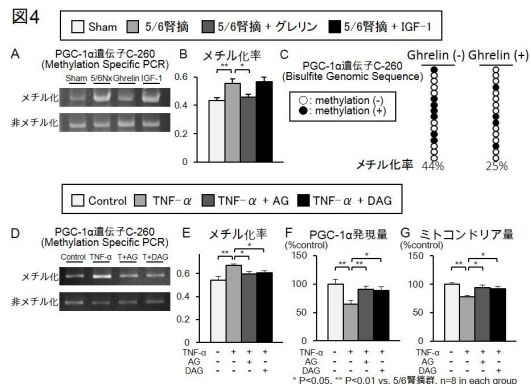 図4
Sham 5/6腎摘 5/6腎摘 + グレリン 5/6腎摘 + IGF-1
A PGC-1α遺伝子C-260
(Methylation Specific PCR)
Sham 5/6Nx Ghrelin IGF-1
メチル化
非メチル化
B メチル化率
** *
0.6
0.4
0.2
0
C PGC-1α遺伝子C-260
(Bisulfite Genomic Sequence)
Ghrelin (-) Ghrelin (+)
○: methylation (-)
●: methylation (+)
メチル化率 44% 25%
Control TNF-α TNF-α + AG TNF-α + DAG
D PGC-1α遺伝子C-260
(Methylation Specific PCR)
Control TNF-α T+AG T+DAG
メチル化
非メチル化
E メチル化率
*
** *
0.6
0.4
0.2
0
TNF-α - + + +
AG - - + -
DAG - - - +
F PGC-1α発現量
(%control)
*
** **
100
50
0
- + + +
- - + -
- - - +
G ミトコンドリア量
(%control)
*
** *
100
50
0
- + + +
- - + -
- - - +
* P<0.05, ** P<0.01 vs. 5/6腎摘群, n=8 in each group